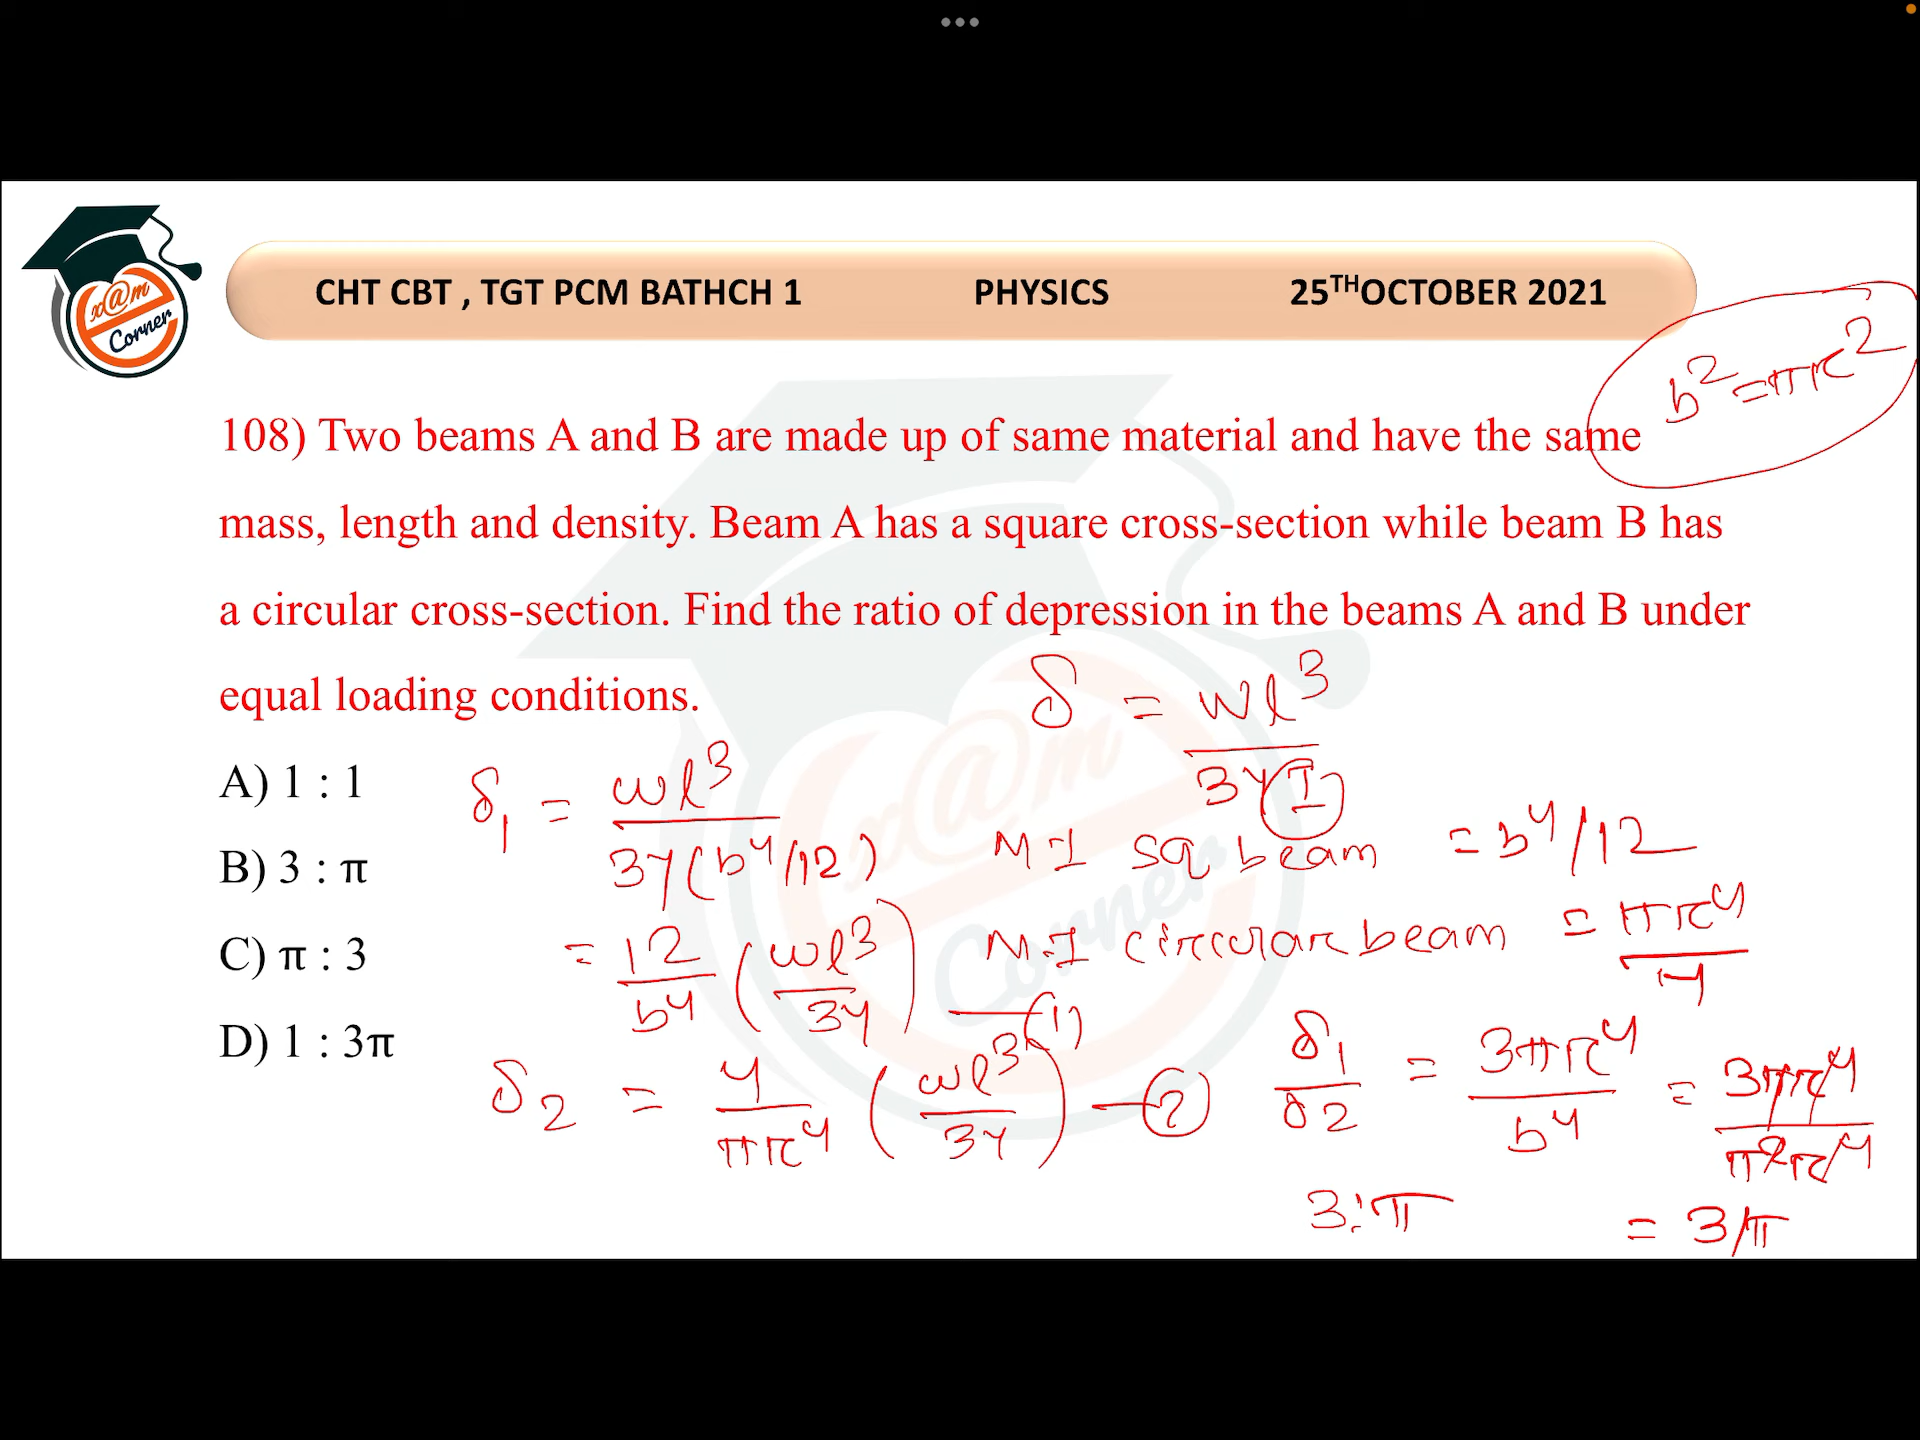 x@m
Corner
CHT CBT , TGT PCM BATHCH 1 PHYSICS 25THOCTOBER 2021
b² = πr²
108) Two beams A and B are made up of same material and have the same
mass, length and density. Beam A has a square cross-section while beam B has
a circular cross-section. Find the ratio of depression in the beams A and B under
equal loading conditions.
δ = wl³ / 3Y I
A) 1 : 1
B) 3 : π
C) π : 3
D) 1 : 3π
δ₁ = wl³ / 3Y(b⁴/12)
= 12/b⁴ (wl³/3Y) —(1)
M.I sq beam = b⁴/12
M.I circular beam = πr⁴/4
δ₂ = 4/πr⁴ (wl³/3Y) —(2)
δ₁/δ2 = 3πr⁴/b⁴ = 3πr⁴/π²r⁴
3:π
= 3/π